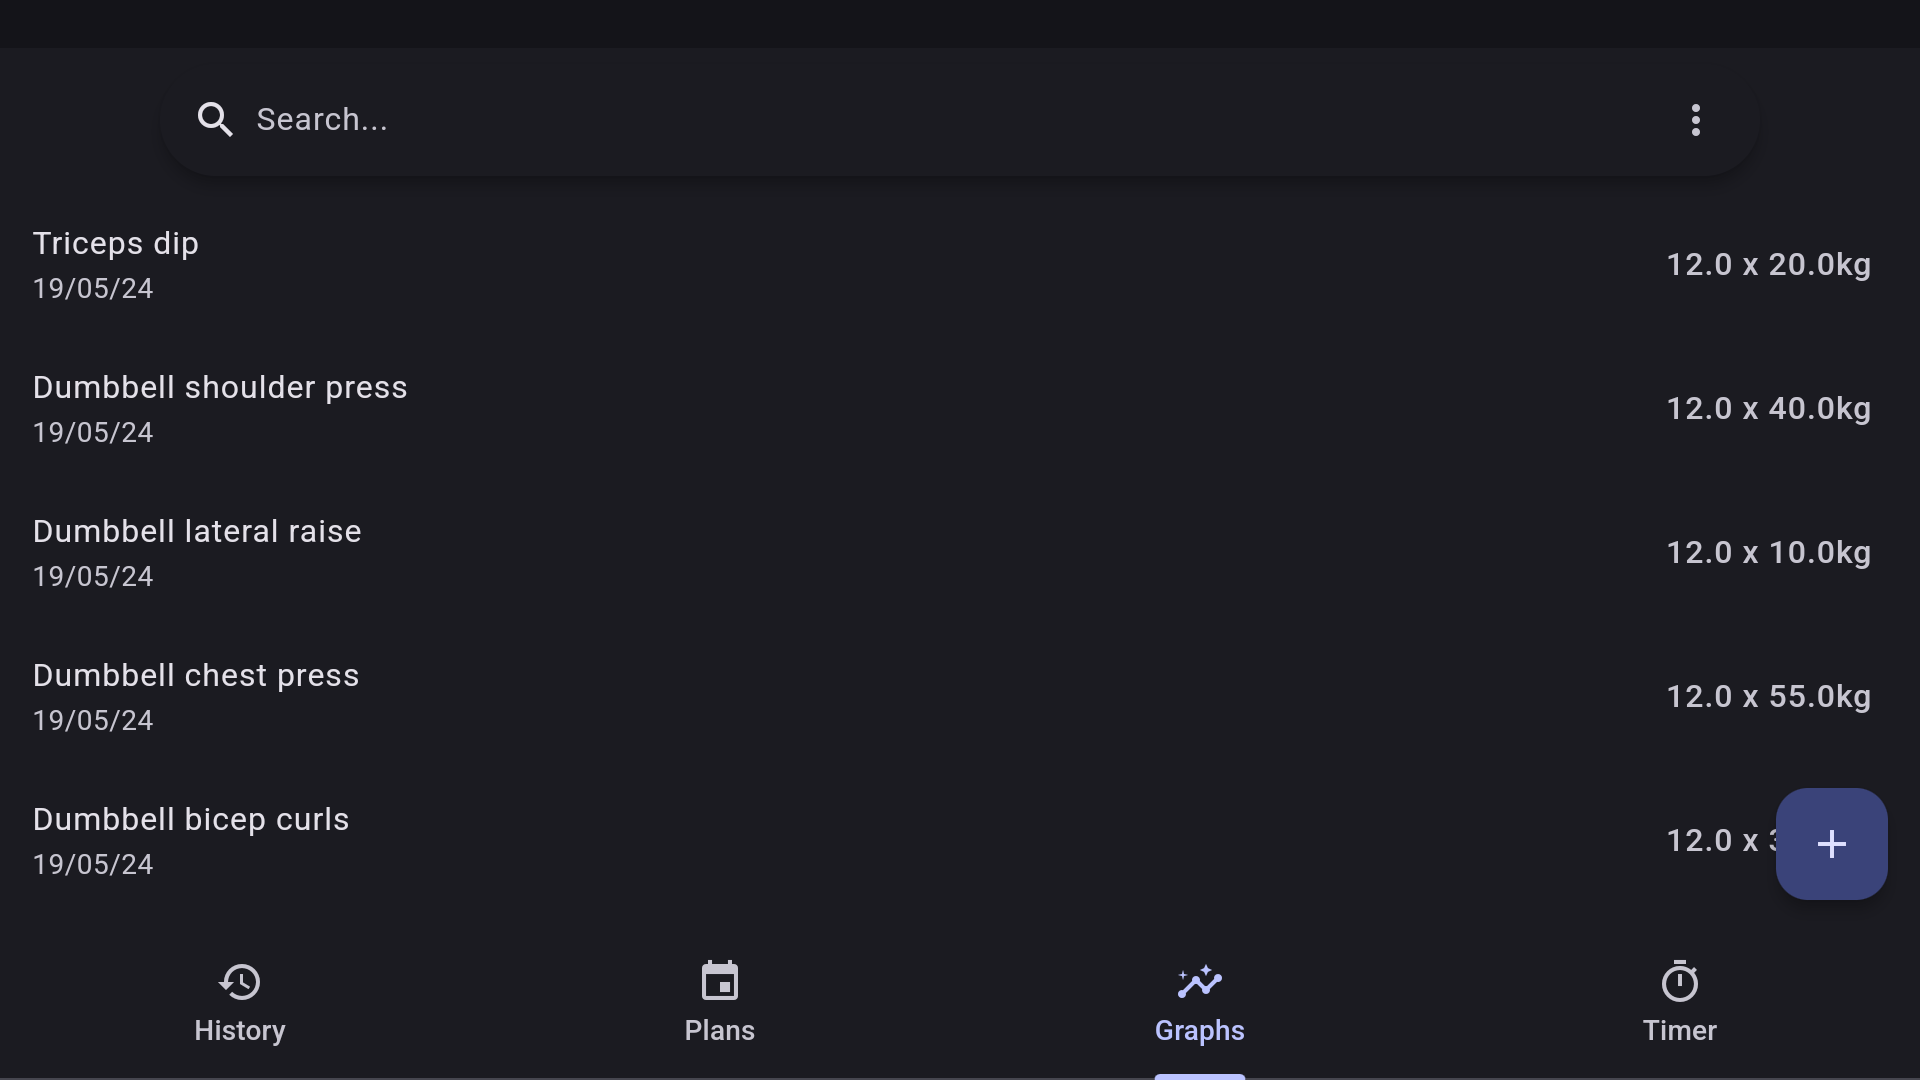 Search...
Triceps dip
19/05/24
12.0 x 20.0kg
Dumbbell shoulder press
19/05/24
12.0 x 40.0kg
Dumbbell lateral raise
19/05/24
12.0 x 10.0kg
Dumbbell chest press
19/05/24
12.0 x 55.0kg
Dumbbell bicep curls
19/05/24
12.0 x
History
Plans
Graphs
Timer